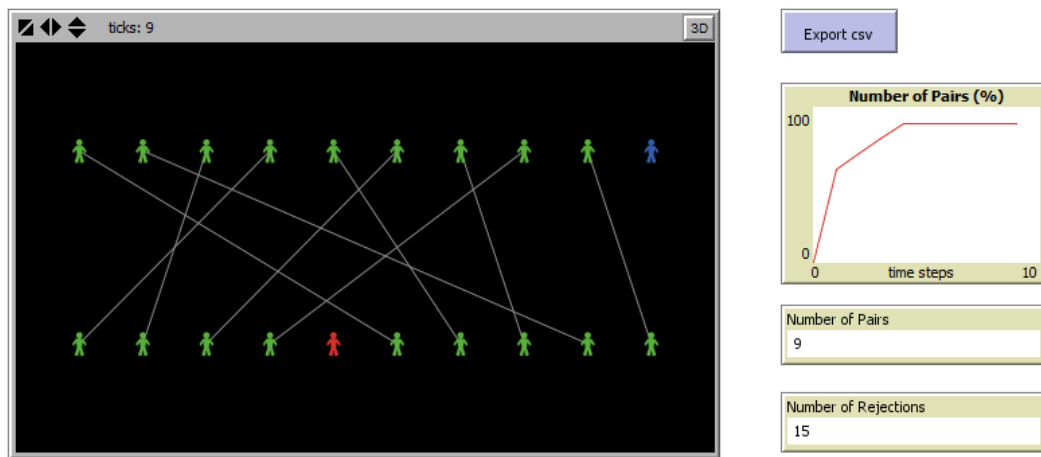 ticks: 9
3D
Export csv
Number of Pairs (%)
100
0
0
time steps
10
Number of Pairs
9
Number of Rejections
15